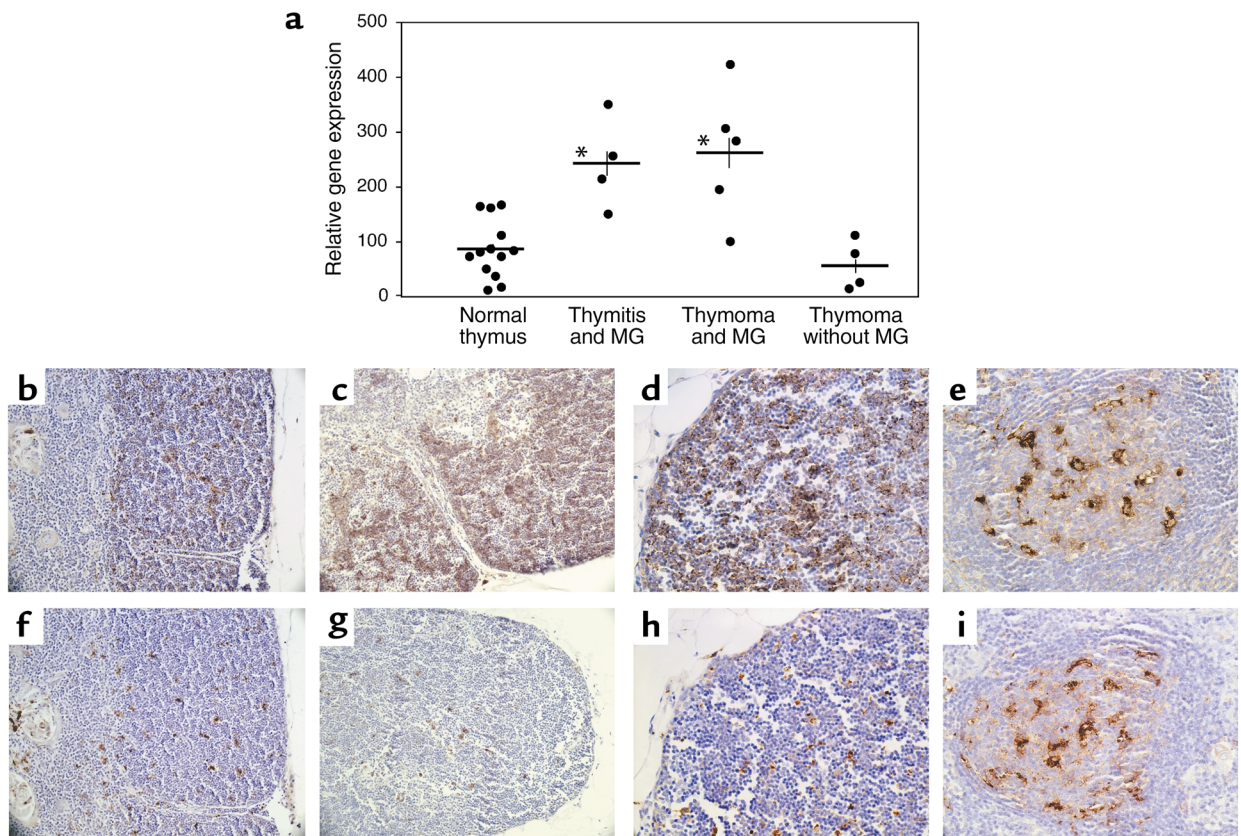 a
500
400
300
200
100
0
Relative gene expression
*
*
Normal
thymus
Thymitis
and MG
Thymoma
and MG
Thymoma
without MG
b
c
d
e
f
g
h
i